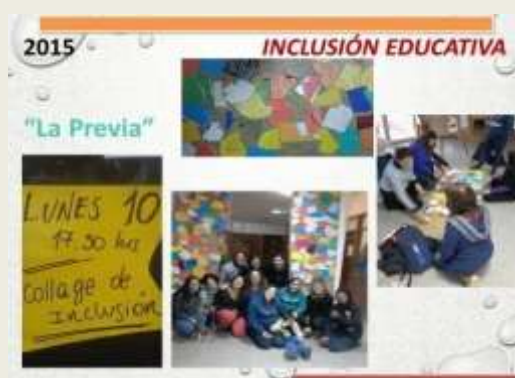 2015
INCLUSIÓN EDUCATIVA
"La Previa"
LUNES 10
17.30 hrs
Collage de
Inclusión